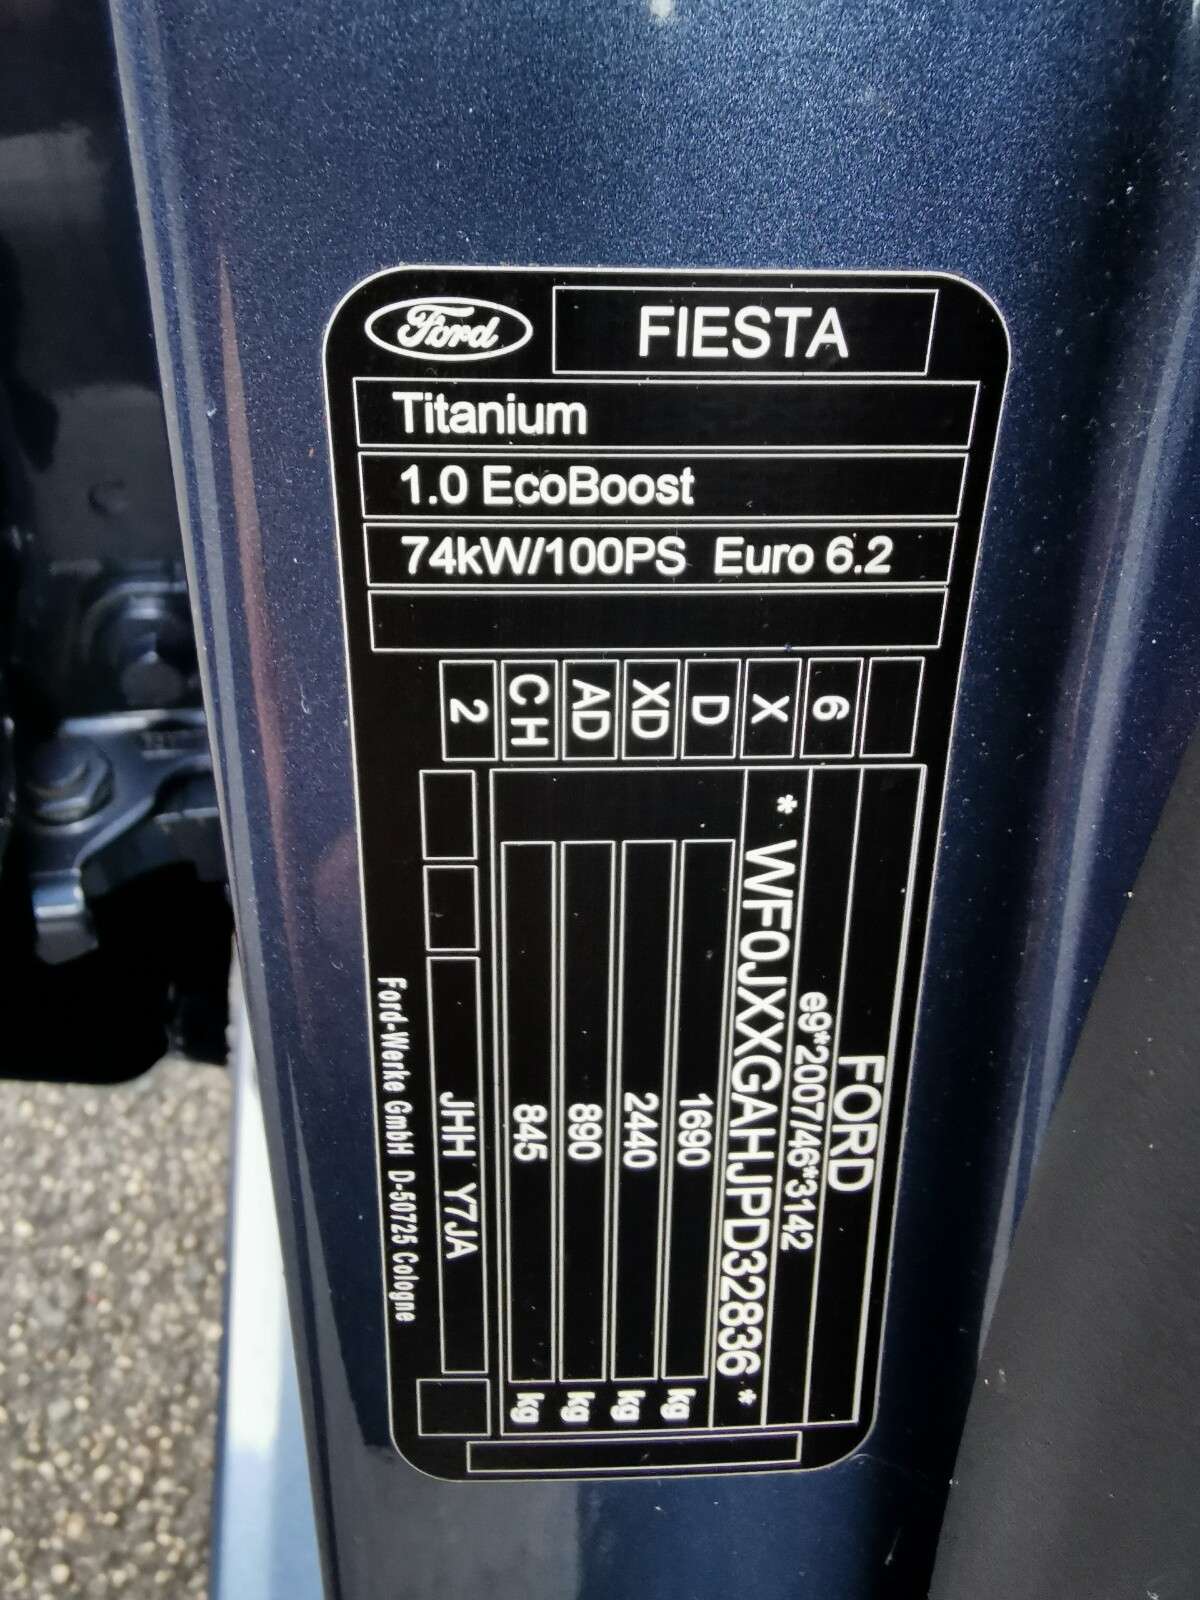 Ford
FIESTA
Titanium
1.0 EcoBoost
74kW/100PS Euro 6.2
2 CH AD XD D X 6
FORD
e9*2007/46*3142
* WF0JXXGAHJPD32836 *
1690 kg
2440 kg
890 kg
845 kg
JHH Y7JA
Ford-Werke GmbH D-50725 Cologne